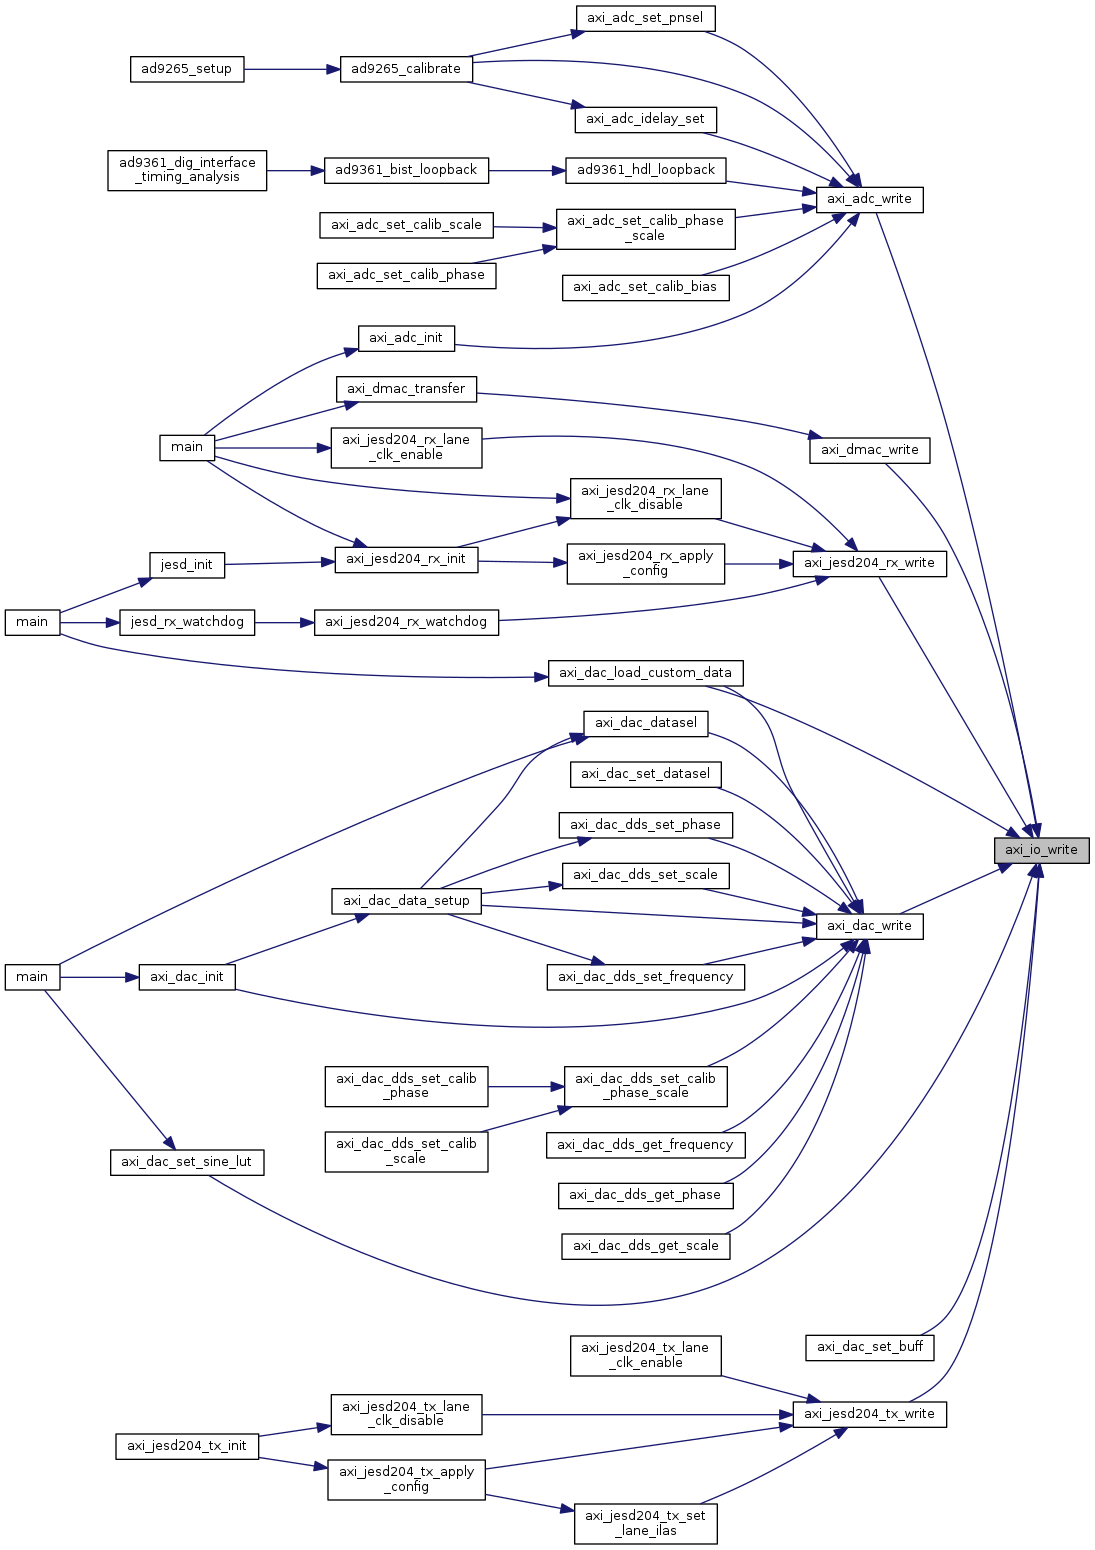 axi_adc_set_pnsel
ad9265_setup
ad9265_calibrate
axi_adc_idelay_set
ad9361_dig_interface
_timing_analysis
ad9361_bist_loopback
ad9361_hdl_loopback
axi_adc_write
axi_adc_set_calib_scale
axi_adc_set_calib_phase
_scale
axi_adc_set_calib_phase
axi_adc_set_calib_bias
axi_adc_init
axi_dmac_transfer
main
axi_jesd204_rx_lane
_clk_enable
axi_dmac_write
axi_jesd204_rx_lane
_clk_disable
jesd_init
axi_jesd204_rx_init
axi_jesd204_rx_apply
_config
axi_jesd204_rx_write
main
jesd_rx_watchdog
axi_jesd204_rx_watchdog
axi_dac_load_custom_data
axi_dac_datasel
axi_dac_set_datasel
axi_dac_dds_set_phase
axi_io_write
axi_dac_dds_set_scale
axi_dac_data_setup
axi_dac_write
main
axi_dac_init
axi_dac_dds_set_frequency
axi_dac_dds_set_calib
_phase
axi_dac_dds_set_calib
_phase_scale
axi_dac_dds_set_calib
_scale
axi_dac_dds_get_frequency
axi_dac_set_sine_lut
axi_dac_dds_get_phase
axi_dac_dds_get_scale
axi_jesd204_tx_lane
_clk_enable
axi_dac_set_buff
axi_jesd204_tx_lane
_clk_disable
axi_jesd204_tx_write
axi_jesd204_tx_init
axi_jesd204_tx_apply
_config
axi_jesd204_tx_set
_lane_ilas